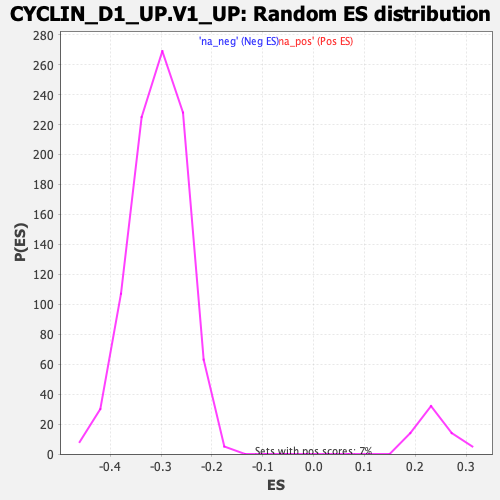 CYCLIN_D1_UP.V1_UP: Random ES distribution
'na_neg' (Neg ES)na_pos' (Pos ES)
280
260
240
220
200
180
160
140
120
100
80
60
40
20
0
P(ES)
Sets with pos scores: 7%
-0.4 -0.3 -0.2 -0.1 0.0 0.1 0.2 0.3
ES